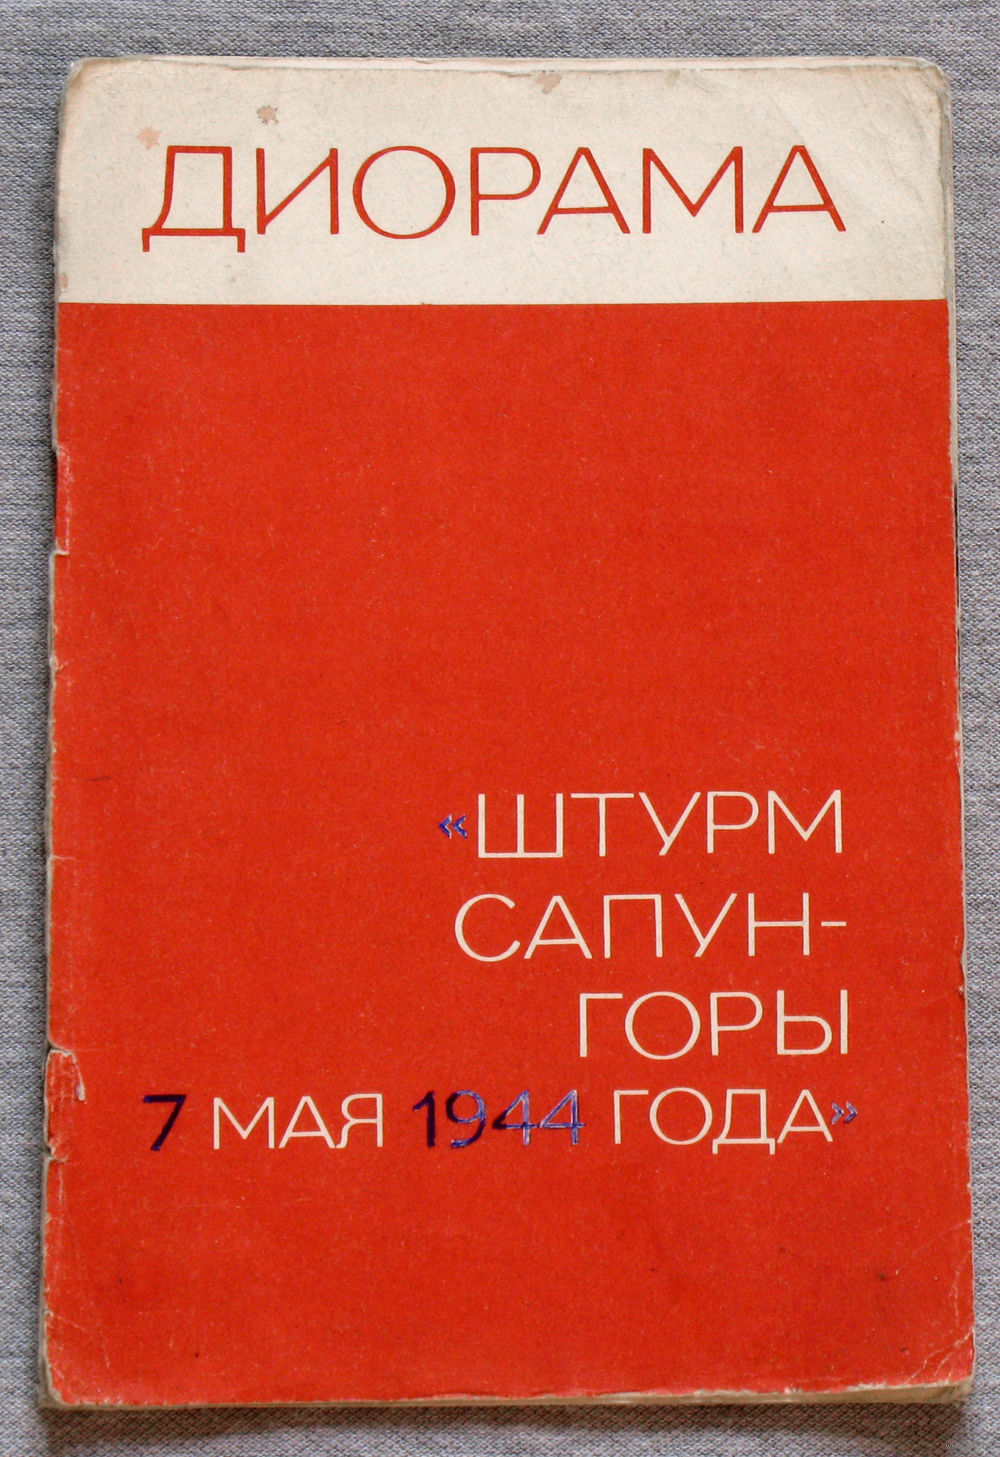 ДИОРАМА
«ШТУРМ
САПУН-
ГОРЫ
7 МАЯ 1944 ГОДА»